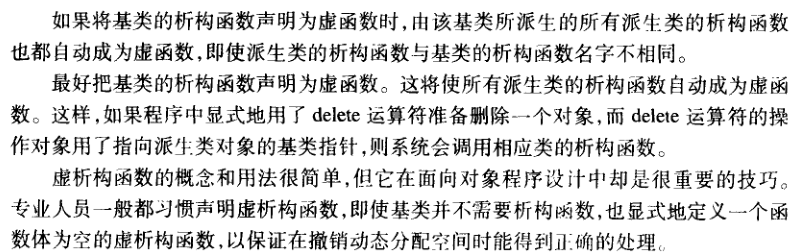 如果将基类的析构函数声明为虚函数时,由该基类所派生的所有派生类的析构函数
也都自动成为虚函数,即使派生类的析构函数与基类的析构函数名字不相同。
最好把基类的析构函数声明为虚函数。这将使所有派生类的析构函数自动成为虚函
数。这样,如果程序中显式地用了 delete 运算符准备删除一个对象,而 delete 运算符的操
作对象用了指向派生类对象的基类指针,则系统会调用相应类的析构函数。
虚析构函数的概念和用法很简单,但它在面向对象程序设计中却是很重要的技巧。
专业人员一般都习惯声明虚析构函数,即使基类并不需要析构函数,也显式地定义一个函
数体为空的虚析构函数,以保证在撤销动态分配空间时能得到正确的处理。